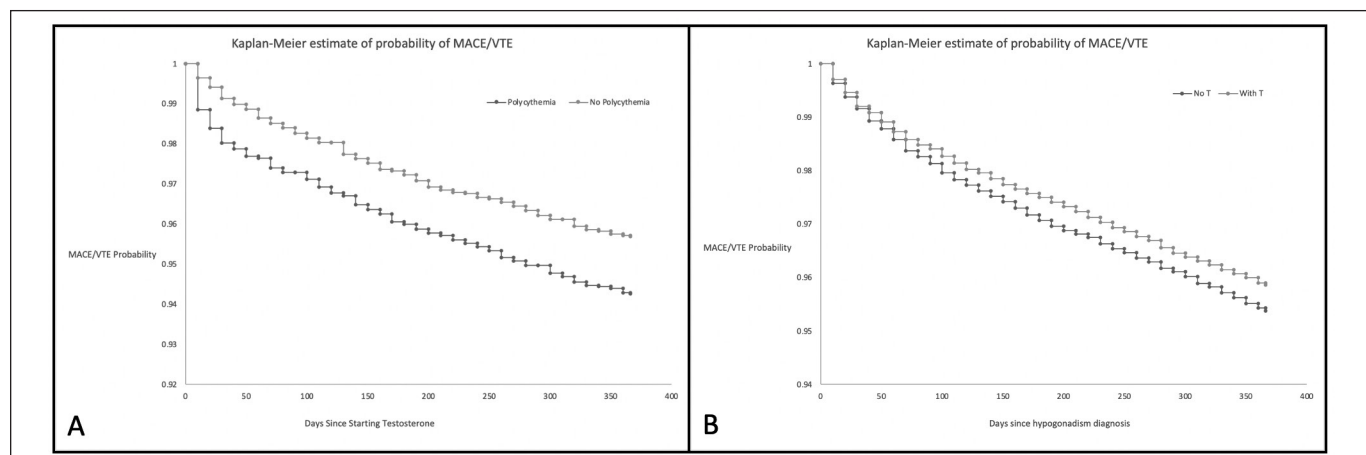 Kaplan-Meier estimate of probability of MACE/VTE
1
0.99
0.98
0.97
0.96
0.95
0.94
0.93
0.92
Polycythemia No Polycythemia
MACE/VTE Probability
0 50 100 150 200 250 300 350 400
Days Since Starting Testosterone
A
Kaplan-Meier estimate of probability of MACE/VTE
1
0.99
0.98
0.97
0.96
0.95
0.94
No T With T
MACE/VTE Probability
0 50 100 150 200 250 300 350 400
Days since hypogonadism diagnosis
B